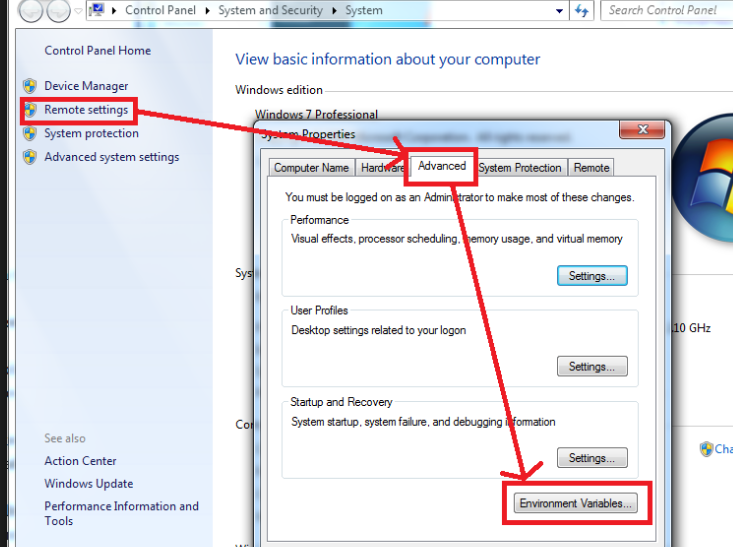 Control Panel ▸ System and Security ▸ System
Search Control Panel
Control Panel Home
Device Manager
Remote settings
System protection
Advanced system settings
See also
Action Center
Windows Update
Performance Information and
Tools
View basic information about your computer
Windows edition
Windows 7 Professional
Sys
.10 GHz
Cha
System Properties
Computer Name
Hardware
Advanced
System Protection
Remote
You must be logged on as an Administrator to make most of these changes.
Performance
Visual effects, processor scheduling, memory usage, and virtual memory
Settings...
User Profiles
Desktop settings related to your logon
Settings...
Startup and Recovery
System startup, system failure, and debugging information
Settings...
Environment Variables...